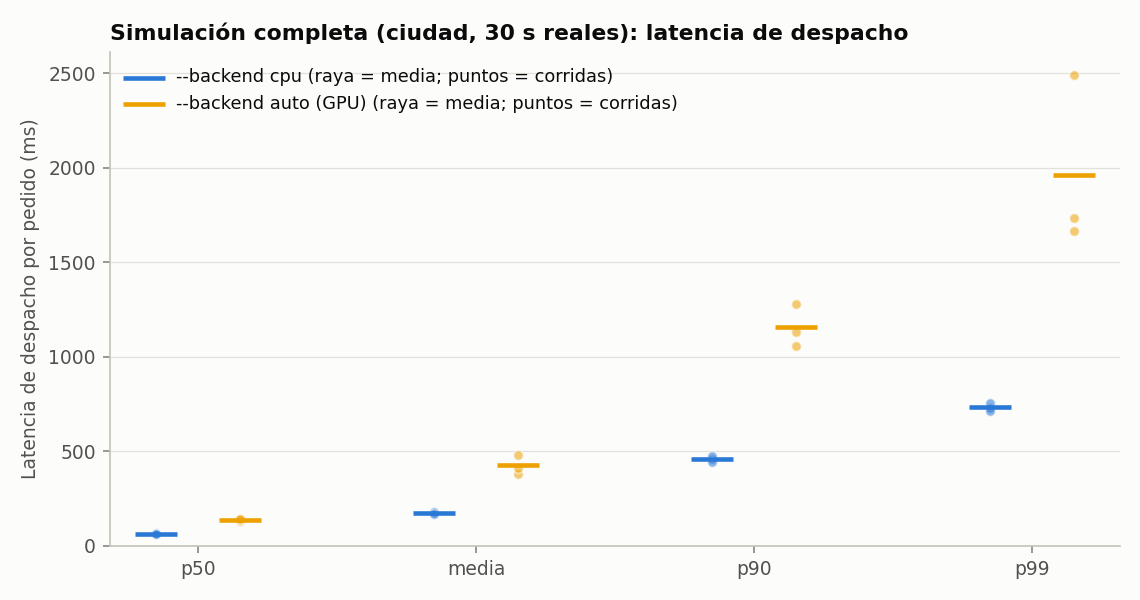 Simulación completa (ciudad, 30 s reales): latencia de despacho
--backend cpu (raya = media; puntos = corridas)
--backend auto (GPU) (raya = media; puntos = corridas)
Latencia de despacho por pedido (ms)
2500
2000
1500
1000
500
0
p50
media
p90
p99